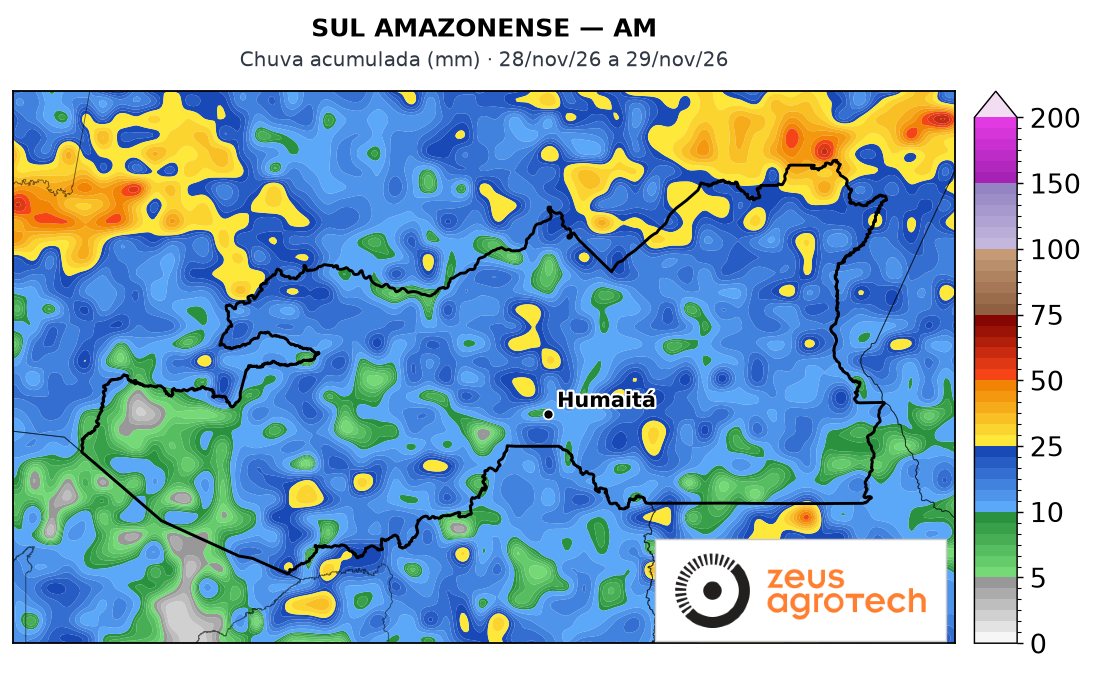 SUL AMAZONENSE — AM
Chuva acumulada (mm) · 28/nov/26 a 29/nov/26
200
150
100
75
50
25
10
5
0
Humaitá
zeus
agrotech